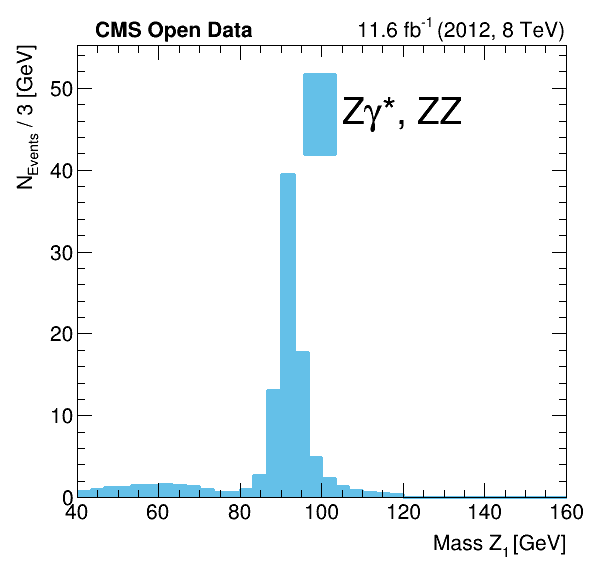 CMS Open Data 11.6 fb⁻¹ (2012, 8 TeV)
N_Events / 3 [GeV]
Zγ*, ZZ
50
40
30
20
10
0
40 60 80 100 120 140 160
Mass Z₁ [GeV]